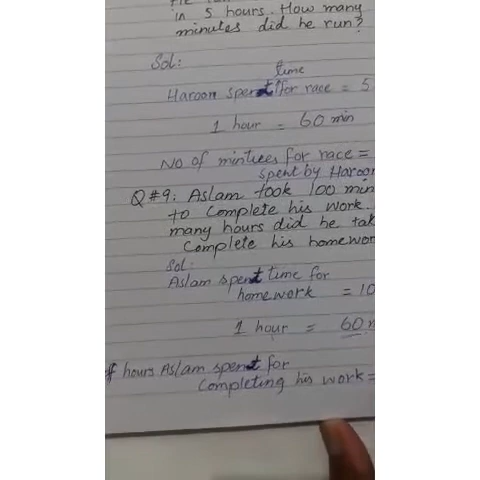 in 5 hours. How many
minutes did he run?
Sol:
time
Haroon spent for race = 5
1 hour = 60 min
No of mintues for race =
spent by Haroon
Q #9: Aslam took 100 min
to Complete his work.
many hours did he tak
Complete his homewor
Sol:
Aslam spent time for
homework = 10
1 hour = 60 m
# hours Aslam spent for
Completing his work =